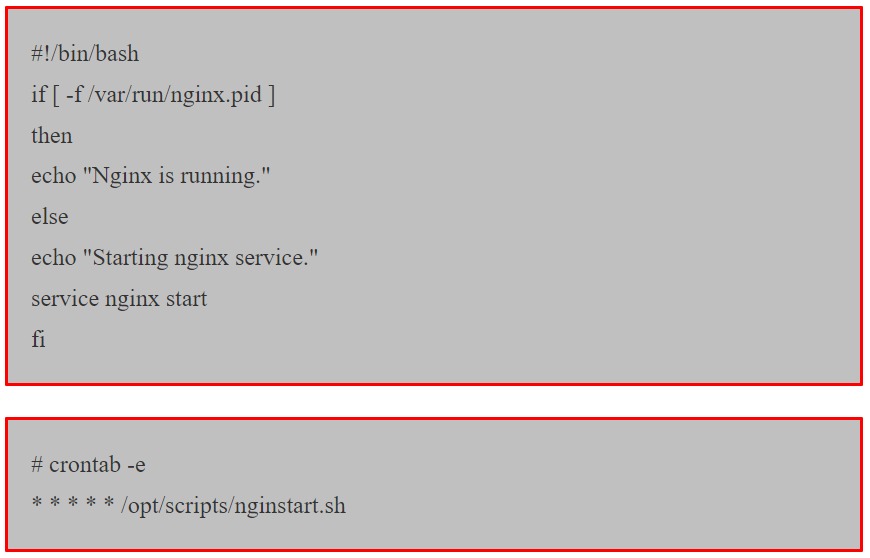 #!/bin/bash
if [ -f /var/run/nginx.pid ]
then
echo "Nginx is running."
else
echo "Starting nginx service."
service nginx start
fi
# crontab -e
* * * * * /opt/scripts/nginstart.sh